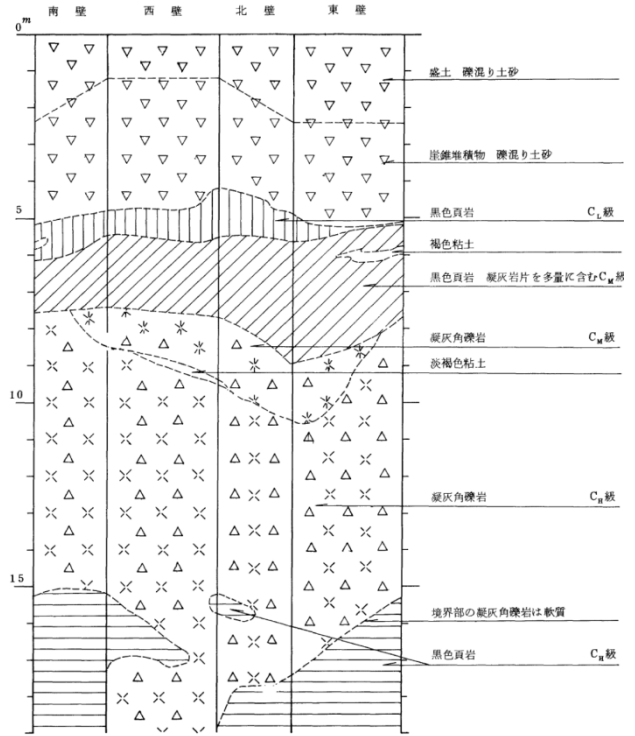 南壁 西壁 北壁 東壁
0m
盛土 礫混り土砂
崖錐堆積物 礫混り土砂
5
黒色頁岩 CL級
褐色粘土
黒色頁岩 凝灰岩片を多量に含むCM級
凝灰角礫岩 CM級
淡褐色粘土
10
凝灰角礫岩 CH級
15
境界部の凝灰角礫岩は軟質
黒色頁岩 CH級